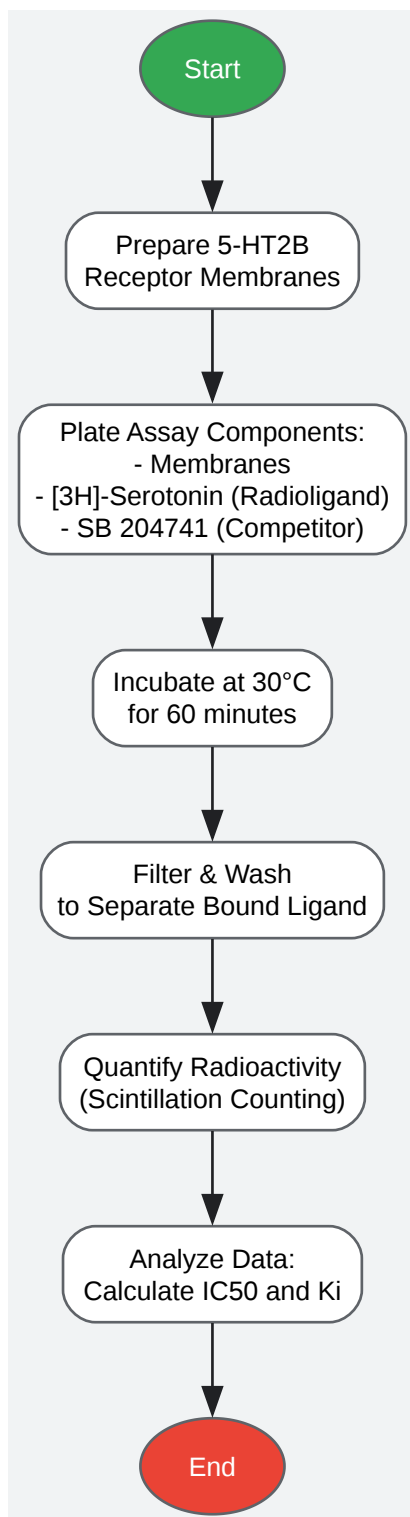 Start
Prepare 5-HT2B
Receptor Membranes
Plate Assay Components:
- Membranes
- [3H]-Serotonin (Radioligand)
- SB 204741 (Competitor)
Incubate at 30°C
for 60 minutes
Filter & Wash
to Separate Bound Ligand
Quantify Radioactivity
(Scintillation Counting)
Analyze Data:
Calculate IC50 and Ki
End